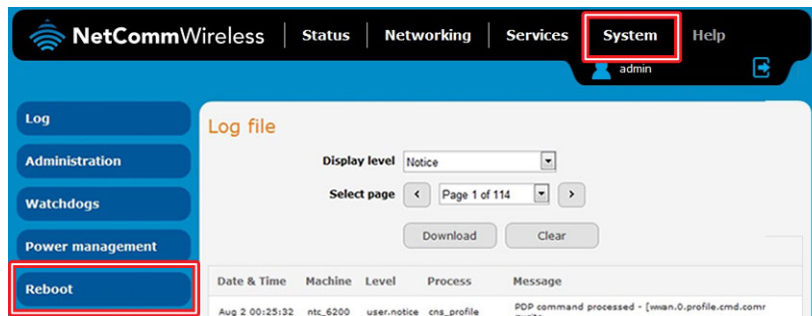 NetCommWireless Status Networking Services System Help
admin
Log
Administration
Watchdogs
Power management
Reboot
Log file
Display level Notice
Select page < Page 1 of 114 >
Download Clear
Date & Time Machine Level Process Message
Aug 2 00:25:32 ntc_6200 user.notice cns_profile PDP command processed - [wwan.0.profile.cmd.comr